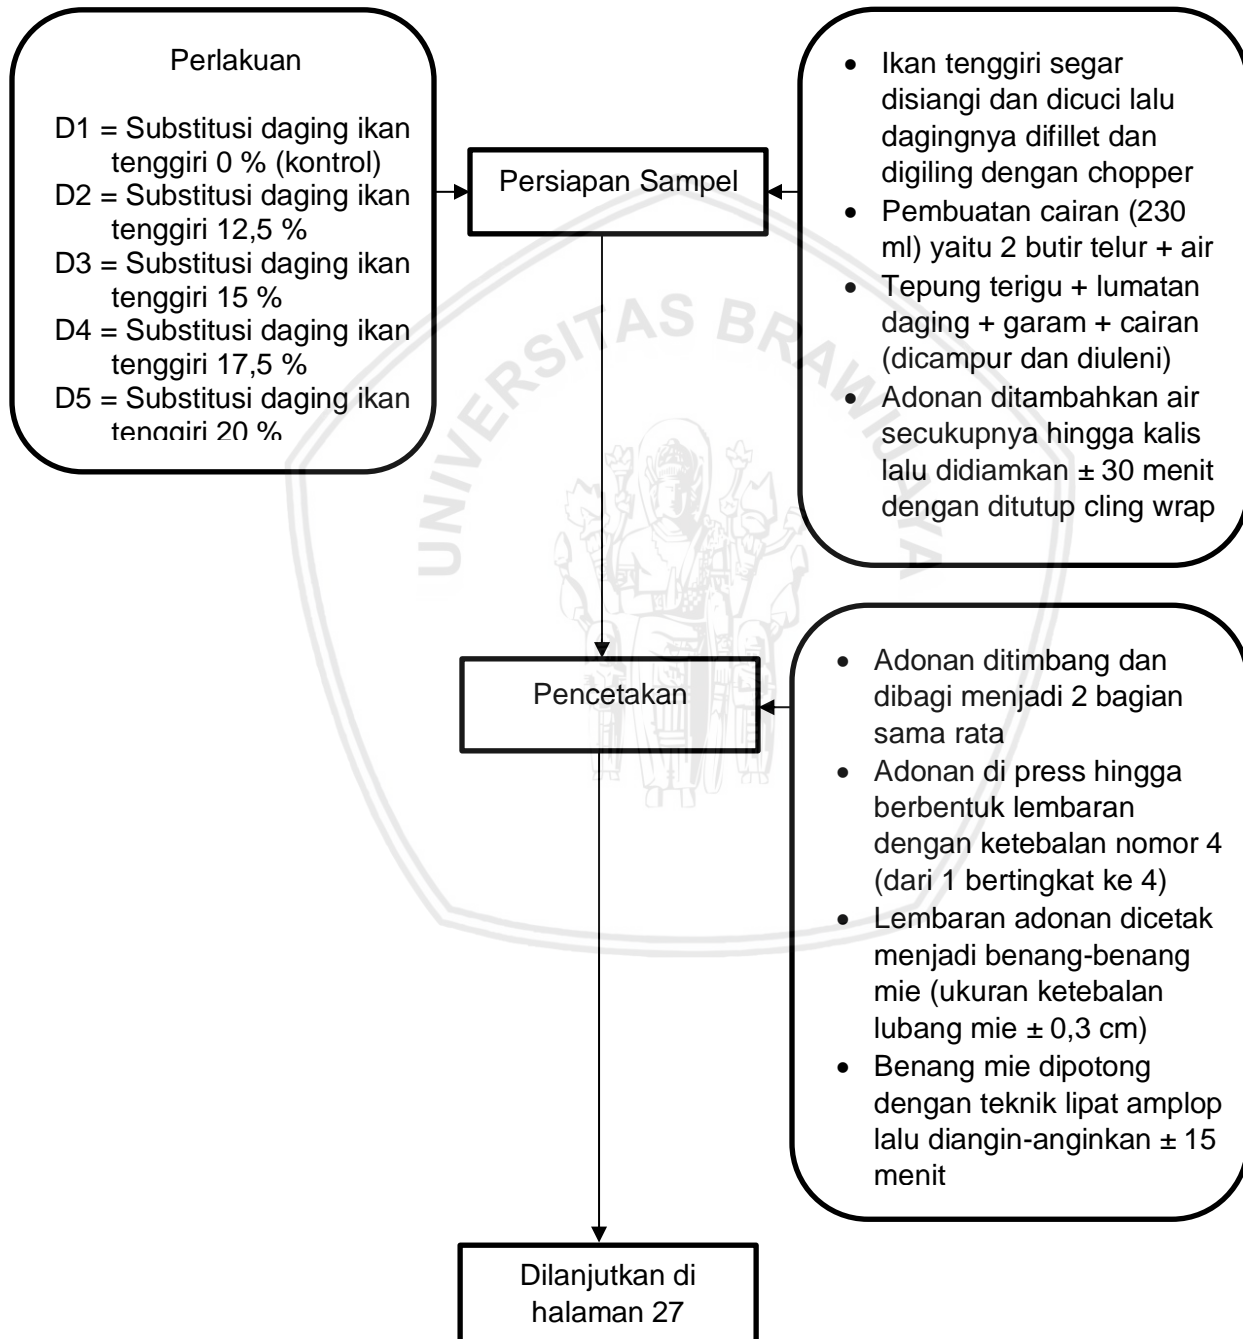 Perlakuan
D1 = Substitusi daging ikan
tenggiri 0 % (kontrol)
D2 = Substitusi daging ikan
tenggiri 12,5 %
D3 = Substitusi daging ikan
tenggiri 15 %
D4 = Substitusi daging ikan
tenggiri 17,5 %
D5 = Substitusi daging ikan
tenggiri 20 %
Persiapan Sampel
• Ikan tenggiri segar
disiangi dan dicuci lalu
dagingnya difillet dan
digiling dengan chopper
• Pembuatan cairan (230
ml) yaitu 2 butir telur + air
• Tepung terigu + lumatan
daging + garam + cairan
(dicampur dan diuleni)
• Adonan ditambahkan air
secukupnya hingga kalis
lalu didiamkan ± 30 menit
dengan ditutup cling wrap
UNIVERSITAS BRAWIJAYA
Pencetakan
• Adonan ditimbang dan
dibagi menjadi 2 bagian
sama rata
• Adonan di press hingga
berbentuk lembaran
dengan ketebalan nomor 4
(dari 1 bertingkat ke 4)
• Lembaran adonan dicetak
menjadi benang-benang
mie (ukuran ketebalan
lubang mie ± 0,3 cm)
• Benang mie dipotong
dengan teknik lipat amplop
lalu diangin-anginkan ± 15
menit
Dilanjutkan di
halaman 27